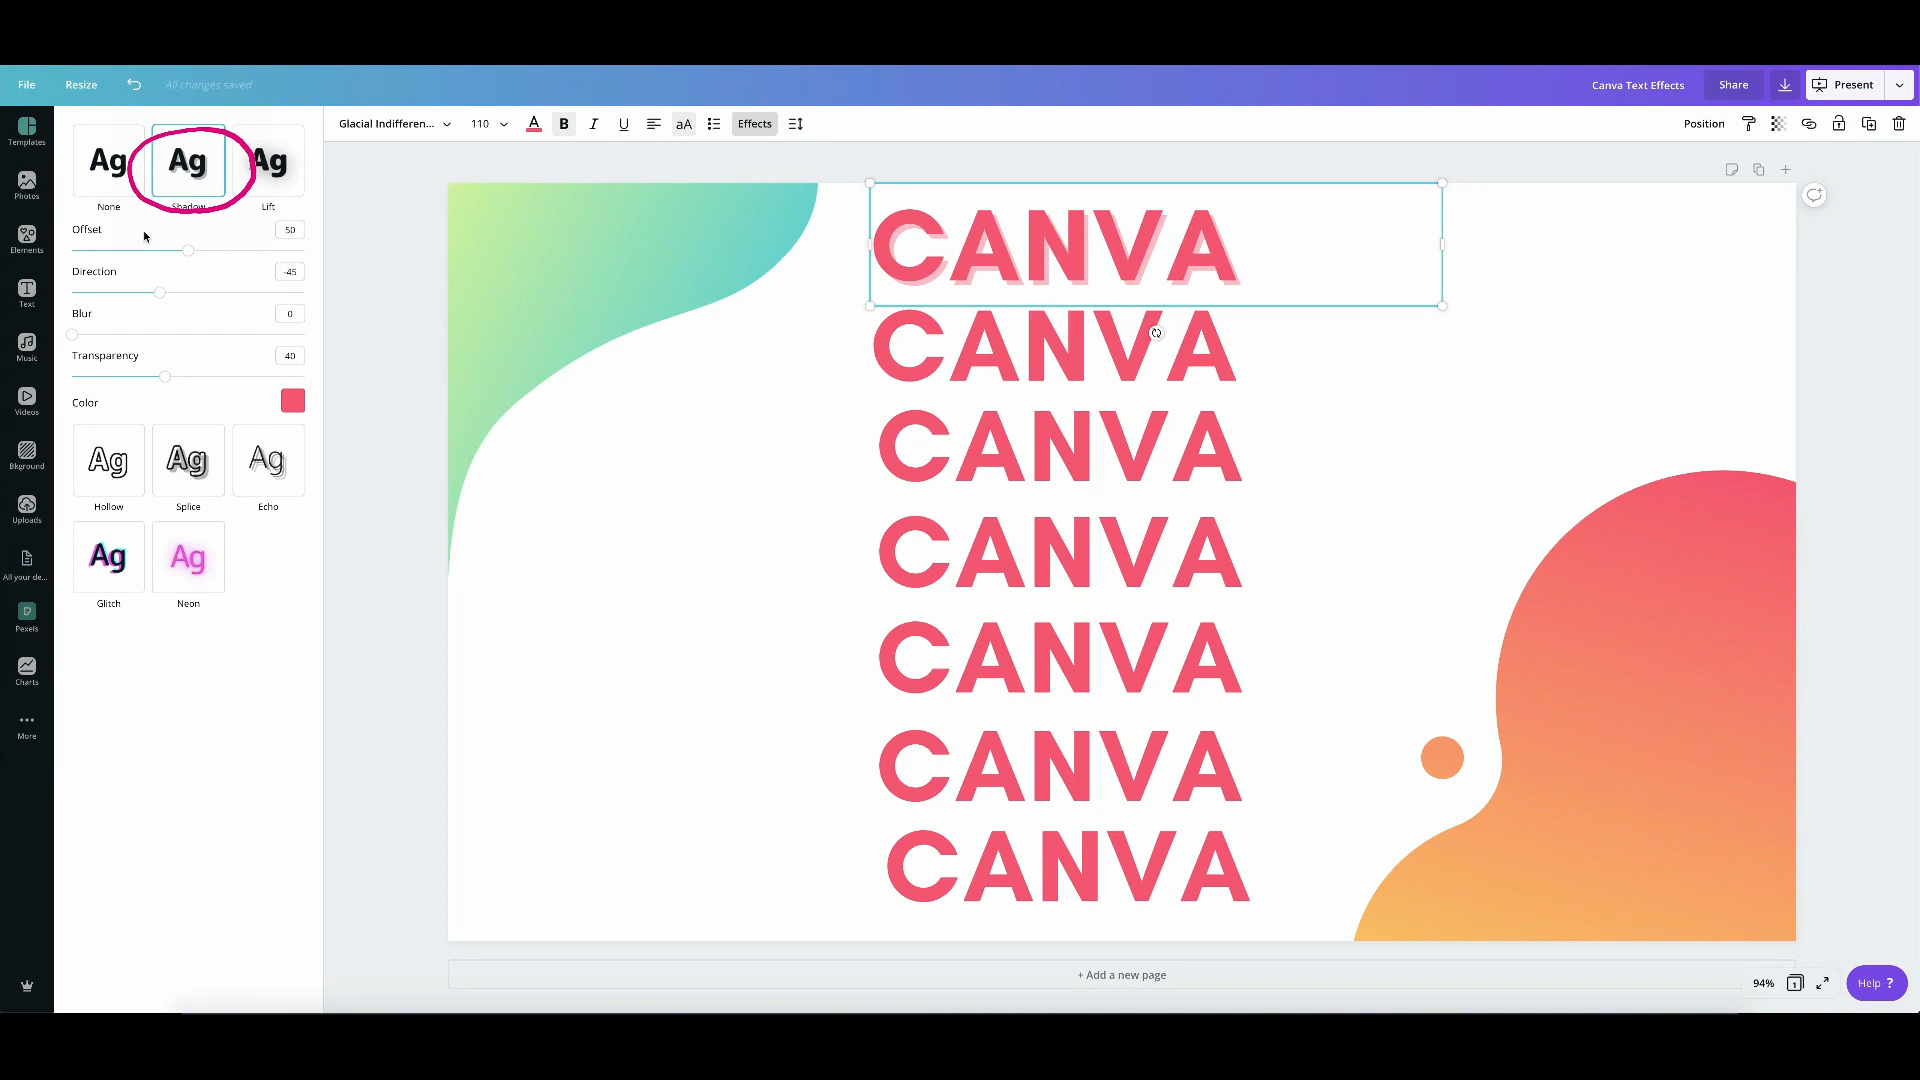 File Resize All changes saved Canva Text Effects Share Present
Glacial Indifferen... 110 A B I U aA Effects Position
Templates
Photos
Elements
Text
Music
Videos
Bkground
Uploads
All your de...
Pexels
Charts
More
Ag Ag Ag
None Shadow Lift
Offset 50
Direction -45
Blur 0
Transparency 40
Color
Ag Ag Ag
Hollow Splice Echo
Ag Ag
Glitch Neon
CANVA
CANVA
CANVA
CANVA
CANVA
CANVA
CANVA
+ Add a new page
94% 1 Help ?